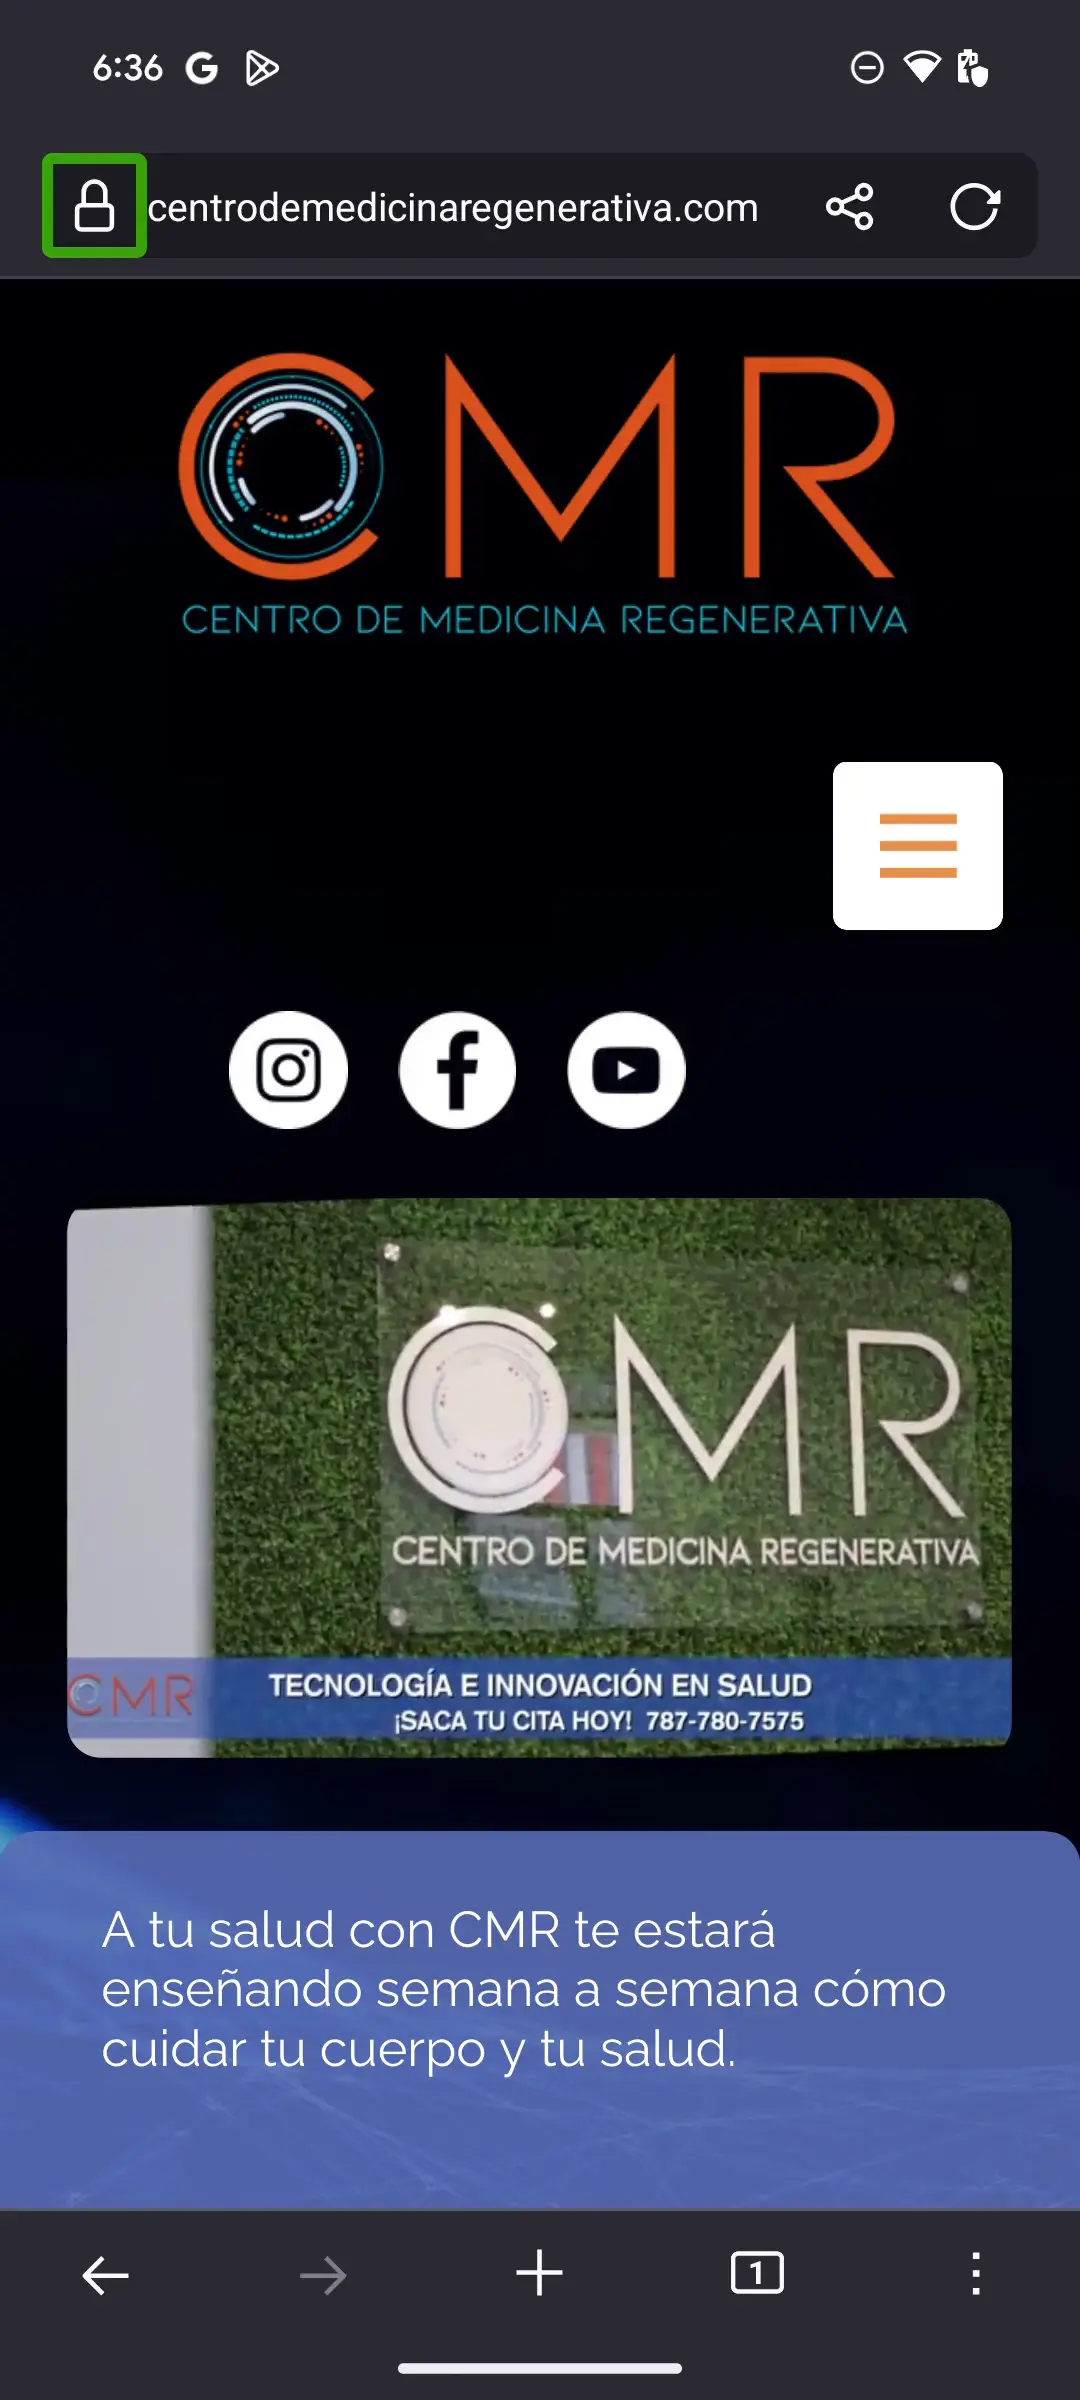 6:36
centrodemedicinaregenerativa.com
CMR
CENTRO DE MEDICINA REGENERATIVA
CMR
CENTRO DE MEDICINA REGENERATIVA
CMR
TECNOLOGÍA E INNOVACIÓN EN SALUD
¡SACA TU CITA HOY! 787-780-7575
A tu salud con CMR te estará
enseñando semana a semana cómo
cuidar tu cuerpo y tu salud.
1